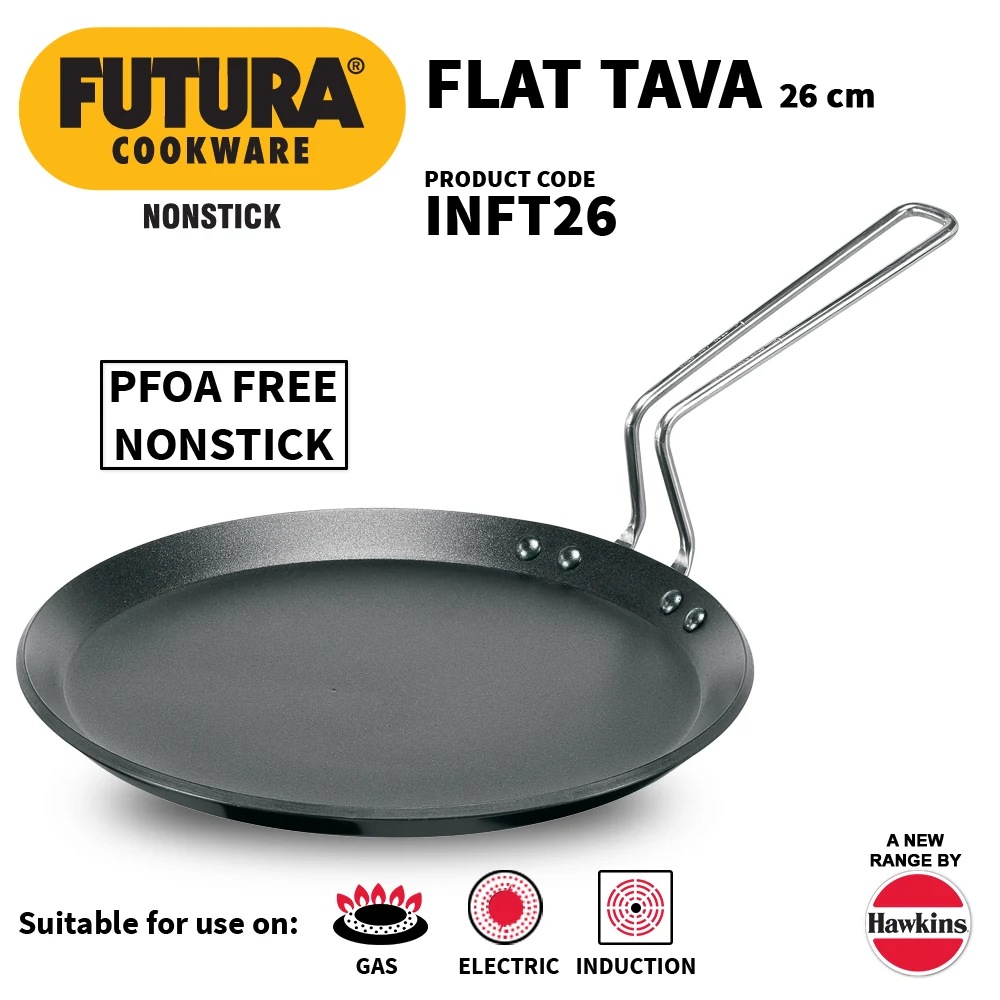 FUTURA®
COOKWARE
NONSTICK
FLAT TAVA 26 cm
PRODUCT CODE
INFT26
PFOA FREE
NONSTICK
Suitable for use on:
GAS
ELECTRIC
INDUCTION
A NEW
RANGE BY
Hawkins